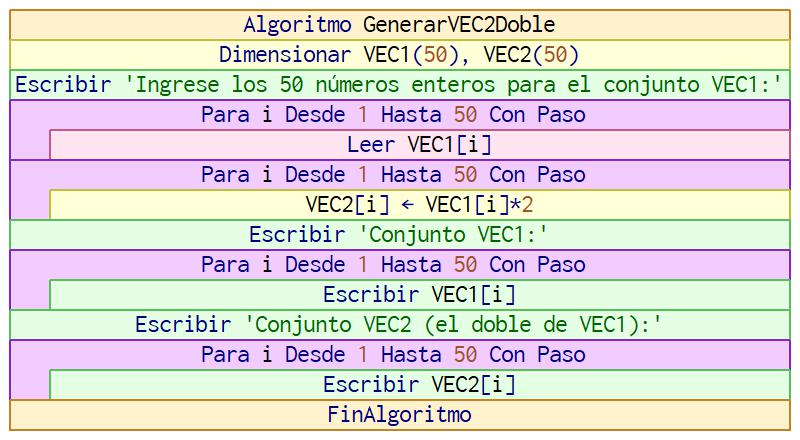 Algoritmo GenerarVEC2Doble
Dimensionar VEC1(50), VEC2(50)
Escribir 'Ingrese los 50 números enteros para el conjunto VEC1:'
Para i Desde 1 Hasta 50 Con Paso
Leer VEC1[i]
Para i Desde 1 Hasta 50 Con Paso
VEC2[i] ← VEC1[i]*2
Escribir 'Conjunto VEC1:'
Para i Desde 1 Hasta 50 Con Paso
Escribir VEC1[i]
Escribir 'Conjunto VEC2 (el doble de VEC1):'
Para i Desde 1 Hasta 50 Con Paso
Escribir VEC2[i]
FinAlgoritmo